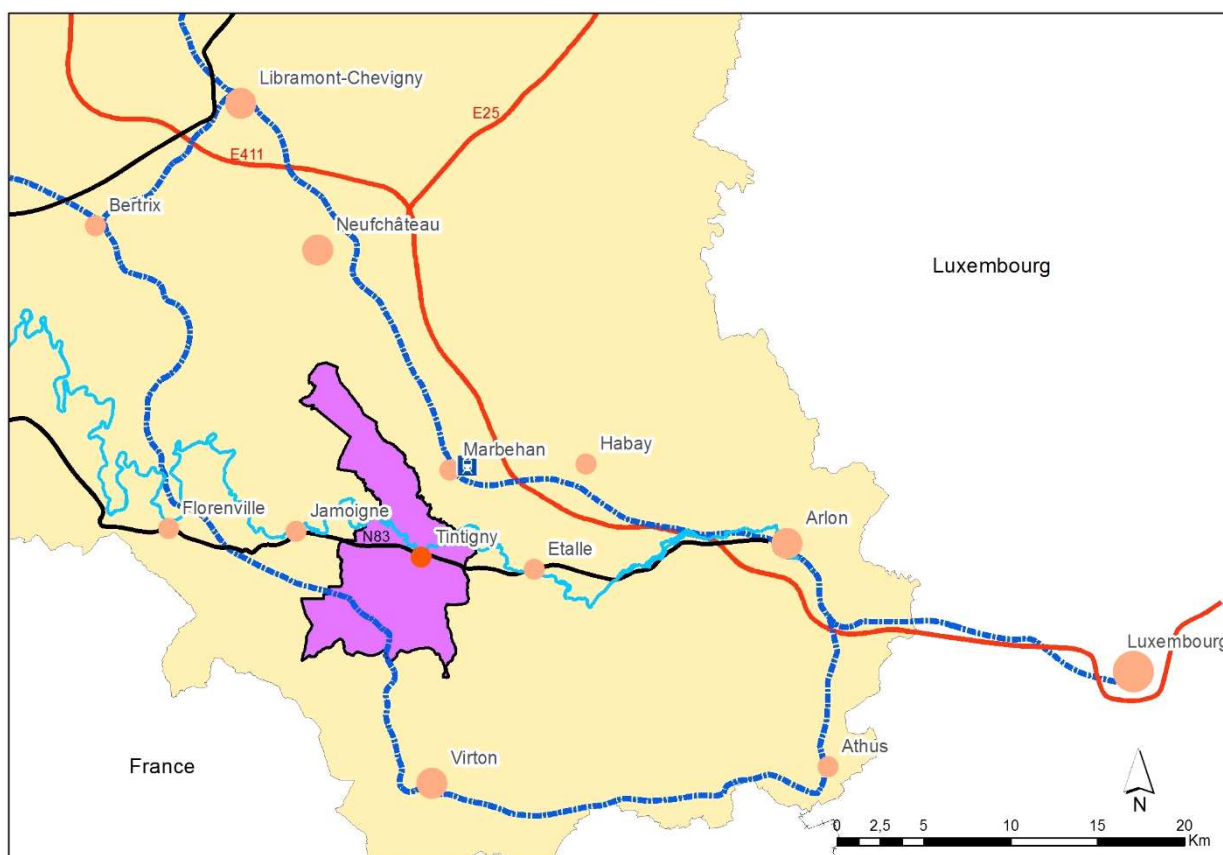 Libramont-Chevigny
E25
E411
Bertrix
Neufchâteau
Luxembourg
Marbehan
Habay
Florenville
Jamoigne
Arlon
N83
Tintigny
Etalle
Luxembourg
Virton
Athus
France
N
0 2,5 5 10 15 20
Km